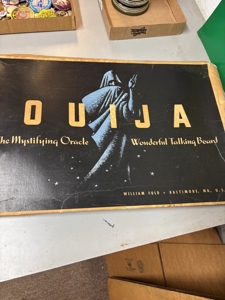 OUIJA
The Mystifying Oracle Wonderful Talking Board
WILLIAM FULD • BALTIMORE, MD., U.S.